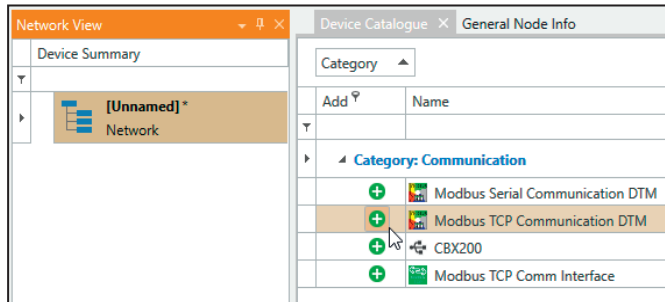 Network View
Device Summary
[Unnamed] *
Network
Device Catalogue
General Node Info
Category
Add
Name
Category: Communication
Modbus Serial Communication DTM
Modbus TCP Communication DTM
CBX200
Modbus TCP Comm Interface